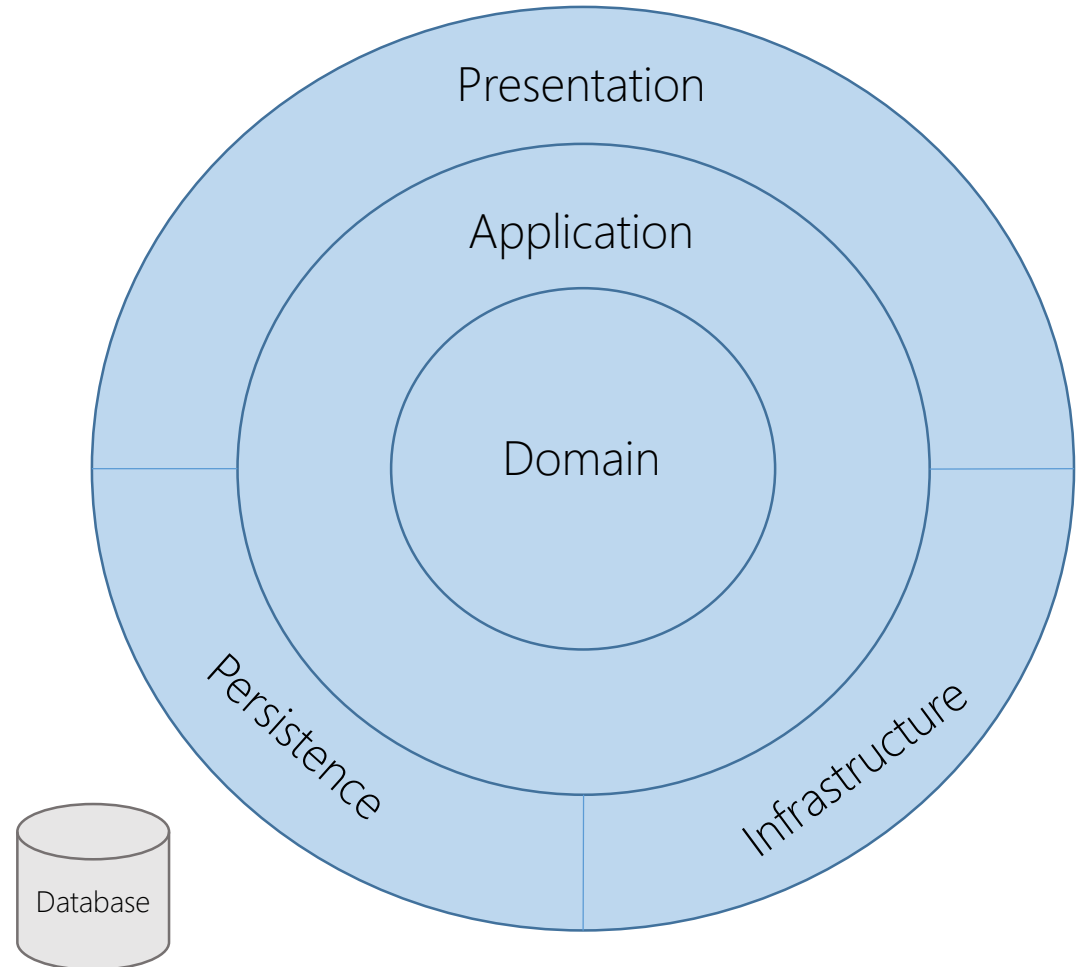 Presentation
Application
Domain
Persistence
Infrastructure
Database